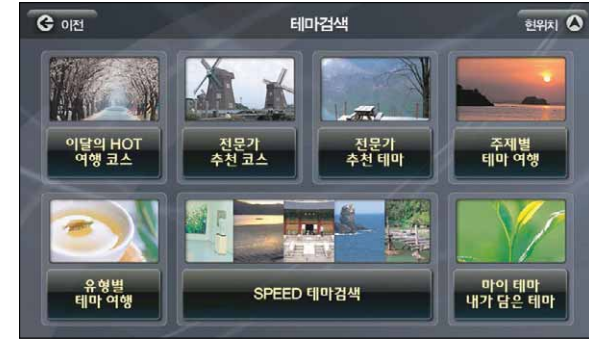 이전
테마검색
현위치
이달의 HOT
여행 코스
전문가
추천 코스
전문가
추천 테마
주제별
테마 여행
유형별
테마 여행
SPEED 테마검색
마이 테마
내가 담은 테마